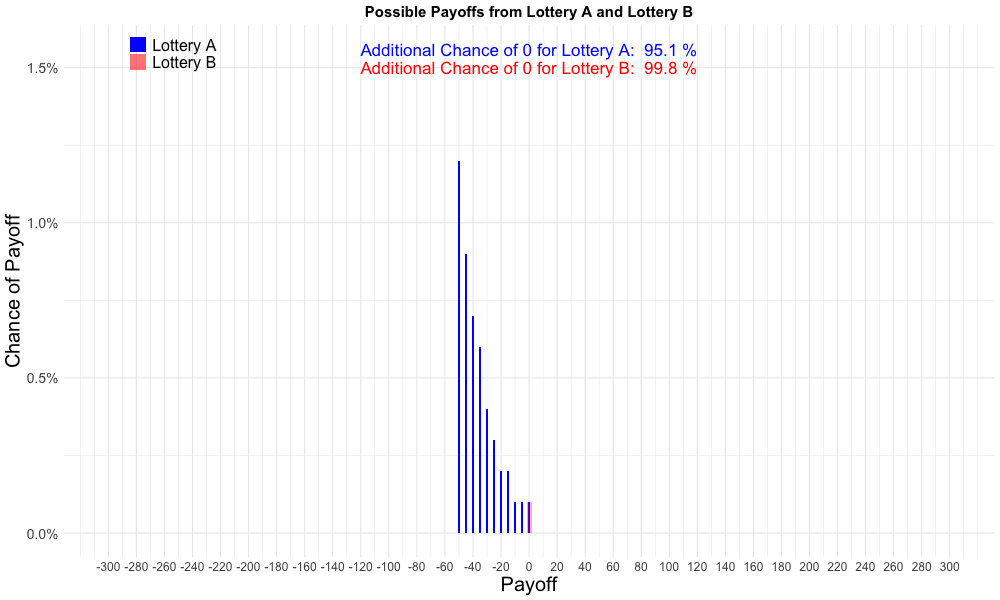 Possible Payoffs from Lottery A and Lottery B
Lottery A
Lottery B
Additional Chance of 0 for Lottery A: 95.1 %
Additional Chance of 0 for Lottery B: 99.8 %
Chance of Payoff
1.5%
1.0%
0.5%
0.0%
-300 -280 -260 -240 -220 -200 -180 -160 -140 -120 -100 -80 -60 -40 -20 0 20 40 60 80 100 120 140 160 180 200 220 240 260 280 300
Payoff